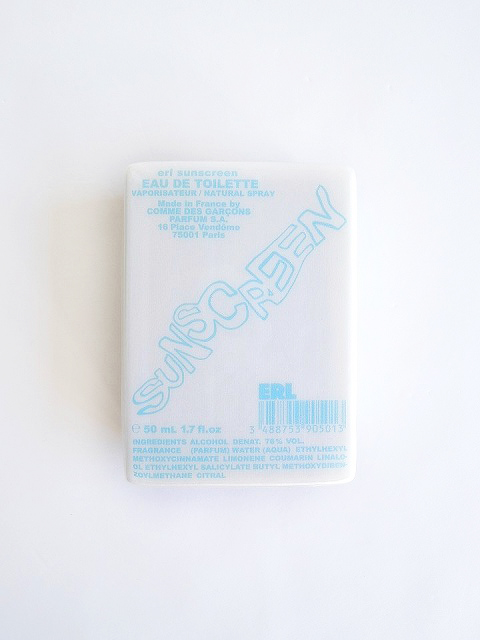 erl sunscreen
EAU DE TOILETTE
VAPORISATEUR / NATURAL SPRAY
Made in France by
COMME DES GARÇONS
PARFUM S.A.
16 Place Vendôme
75001 Paris
SUNSCREEN
ERL
3 488753 905013
℮ 50 mL 1.7 fl.oz
INGREDIENTS ALCOHOL DENAT. 78% VOL.
FRAGRANCE (PARFUM) WATER (AQUA) ETHYLHEXYL
METHOXYCINNAMATE LIMONENE COUMARIN LINALO-
OL ETHYLHEXYL SALICYLATE BUTYL METHOXYDIBEN-
ZOYLMETHANE CITRAL